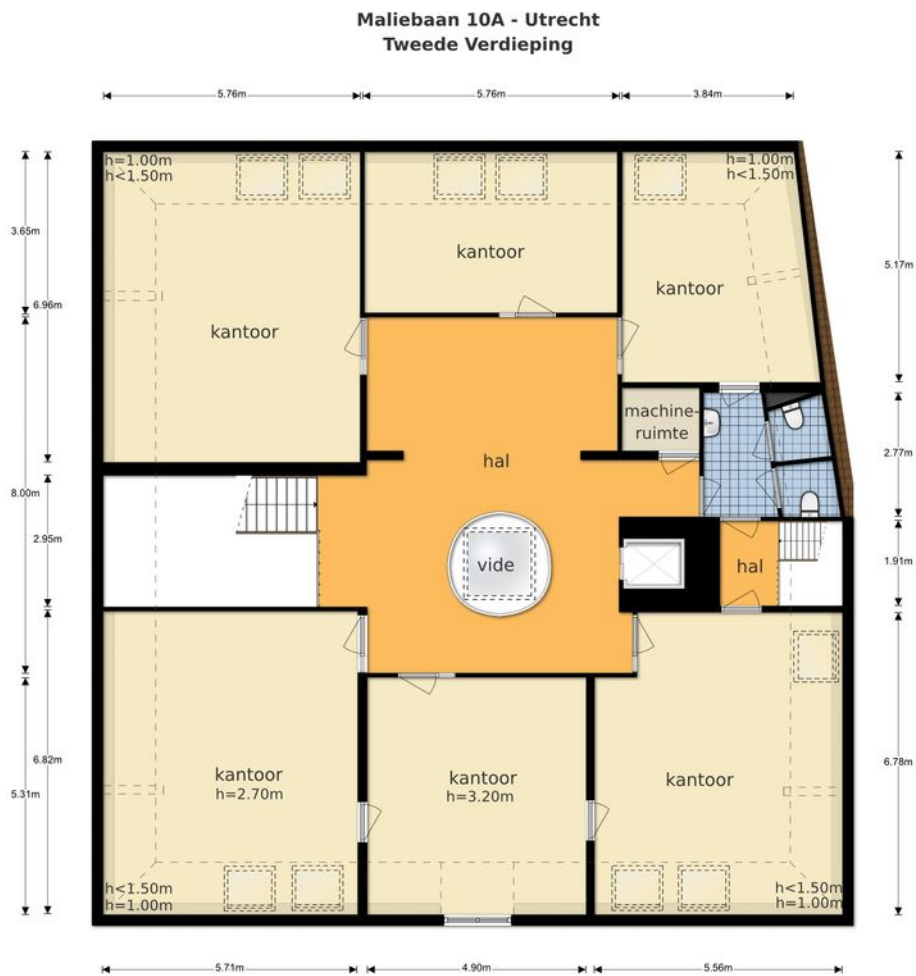 Maliebaan 10A - Utrecht
Tweede Verdieping
5.76m
5.76m
3.84m
h=1.00m
h<1.50m
h=1.00m
h<1.50m
3.65m
6.96m
5.17m
kantoor
kantoor
kantoor
machine-
ruimte
hal
2.77m
8.00m
2.95m
vide
hal
1.91m
6.82m
5.31m
6.78m
kantoor
h=2.70m
kantoor
h=3.20m
kantoor
h<1.50m
h=1.00m
h<1.50m
h=1.00m
5.71m
4.90m
5.56m